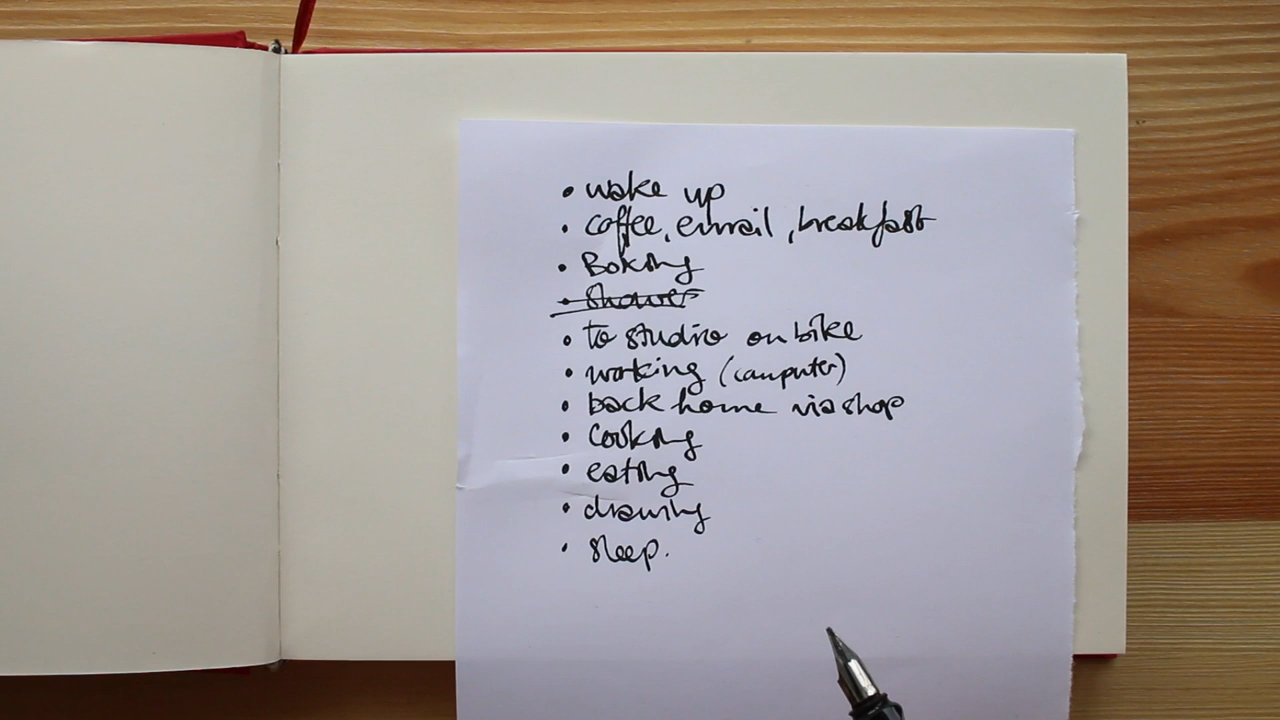 • wake up
• coffee, email, breakfast
• Boking
• shower
• to studio on bike
• working (computer)
• back home via shop
• cooking
• eating
• drawing
• sleep.